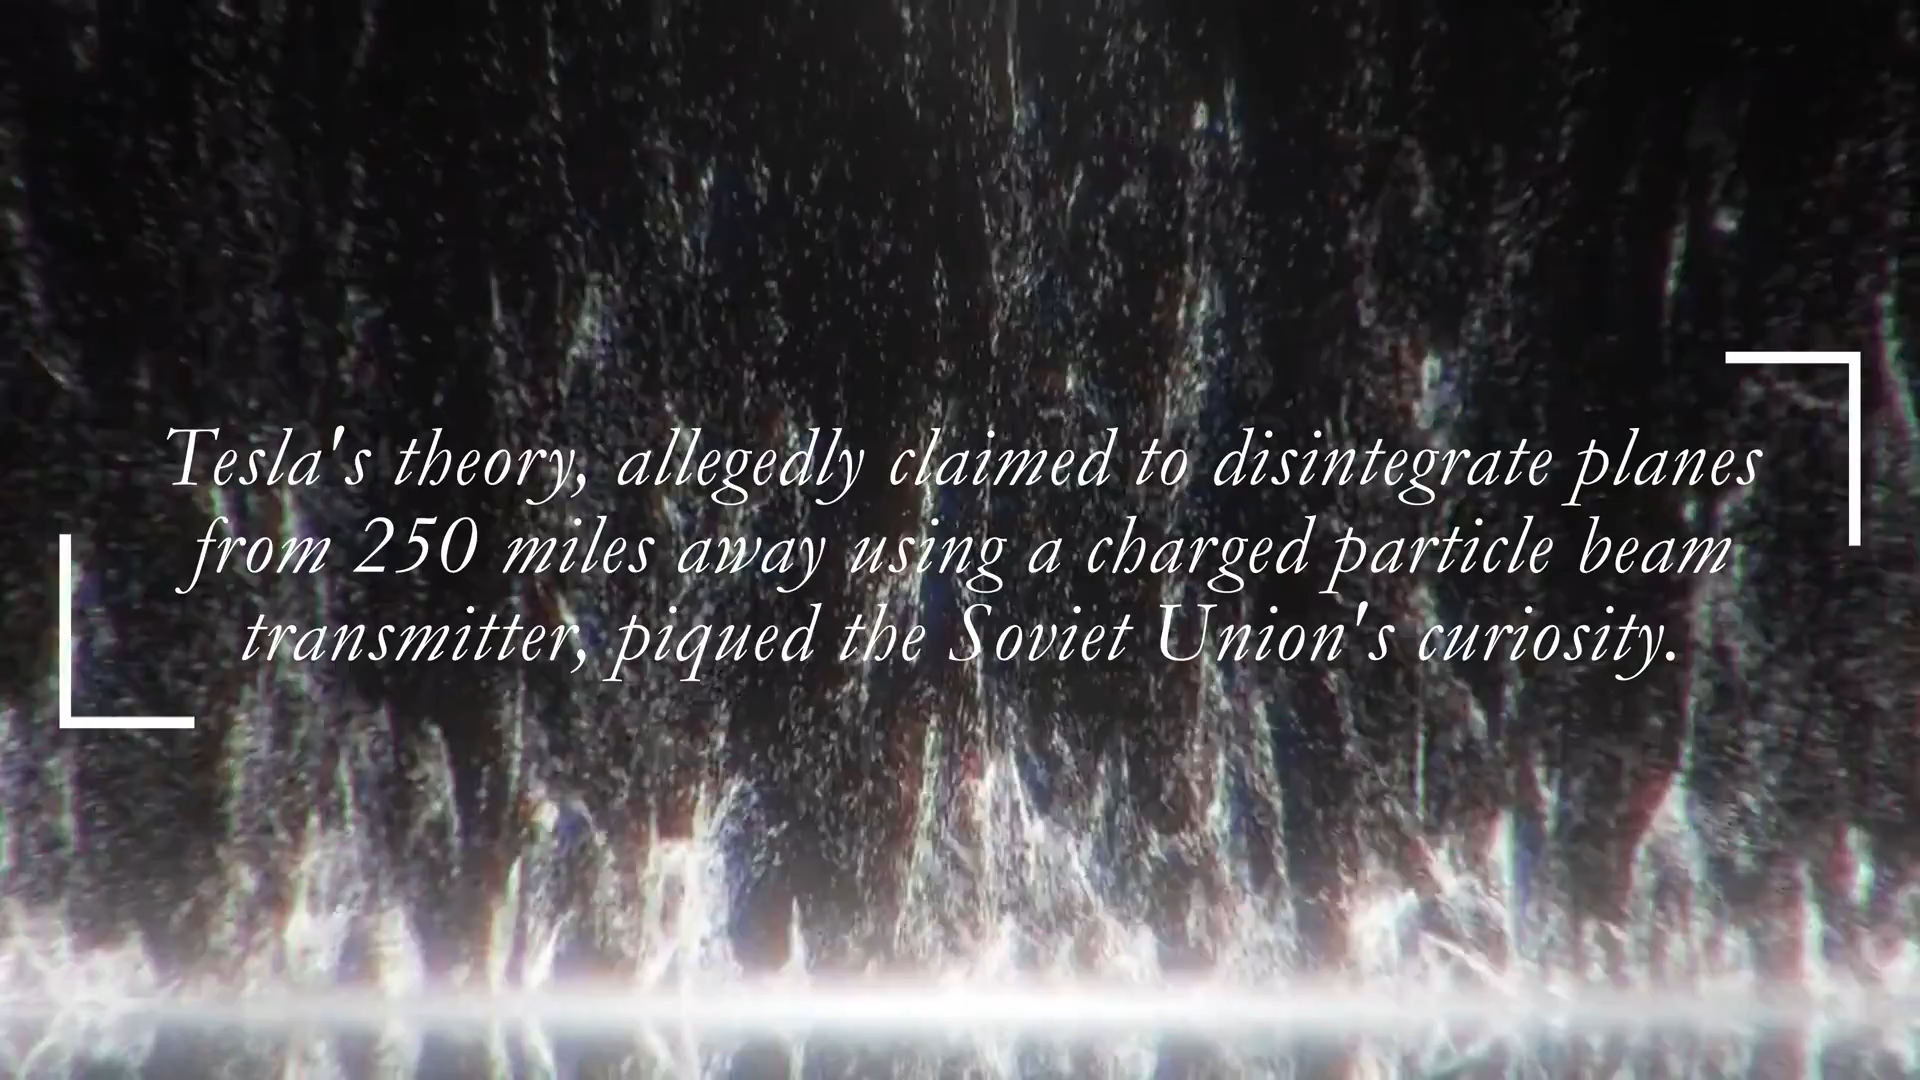 Tesla's theory, allegedly claimed to disintegrate planes
from 250 miles away using a charged particle beam
transmitter, piqued the Soviet Union's curiosity.